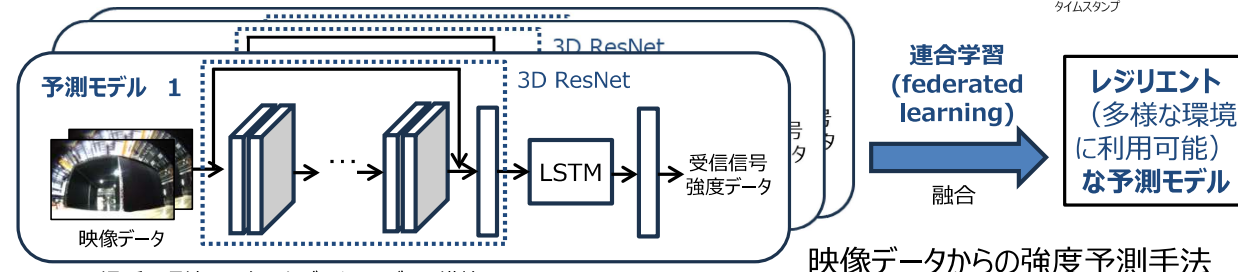 タイムスタンプ
3D ResNet
3D ResNet
予測モデル 1
映像データ
…
LSTM
受信信号
強度データ
号
タ
号
タ
連合学習
(federated
learning)
融合
レジリエント
（多様な環境
に利用可能）
な予測モデル
映像データからの強度予測手法